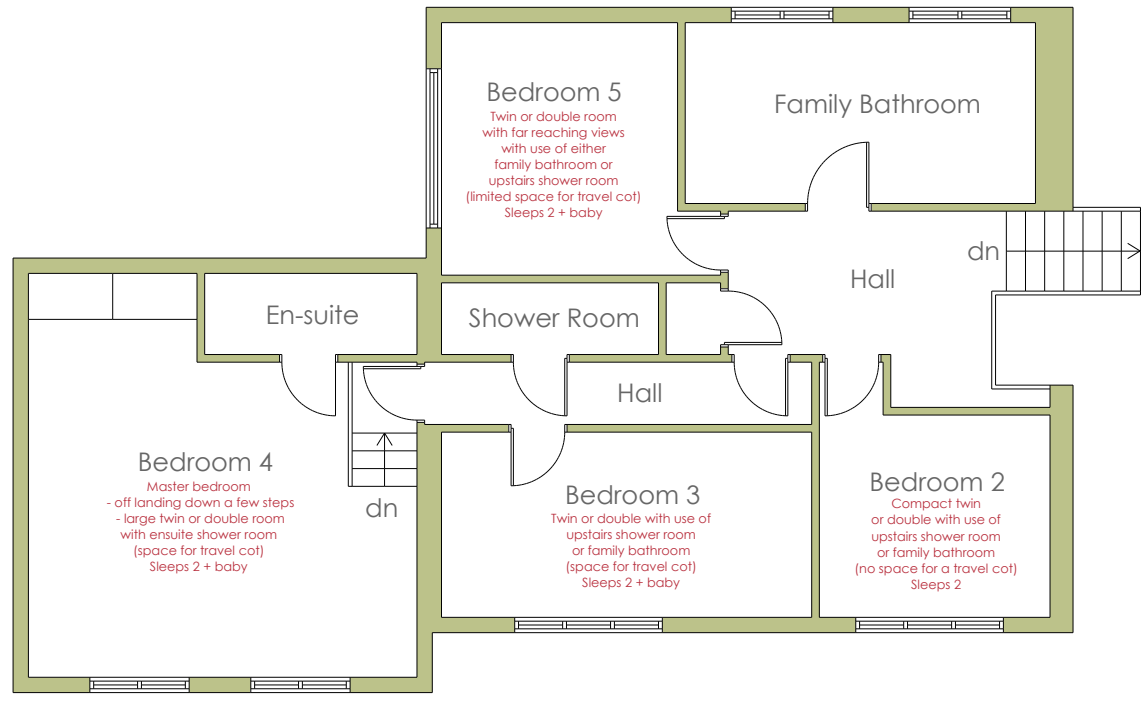 Bedroom 5
Twin or double room
with far reaching views
with use of either
family bathroom or
upstairs shower room
(limited space for travel cot)
Sleeps 2 + baby
Family Bathroom
dn
Hall
En-suite
Shower Room
Hall
Bedroom 4
Master bedroom
- off landing down a few steps
- large twin or double room
with ensuite shower room
(space for travel cot)
Sleeps 2 + baby
dn
Bedroom 3
Twin or double with use of
upstairs shower room
or family bathroom
(space for travel cot)
Sleeps 2 + baby
Bedroom 2
Compact twin
or double with use of
upstairs shower room
or family bathroom
(no space for a travel cot)
Sleeps 2